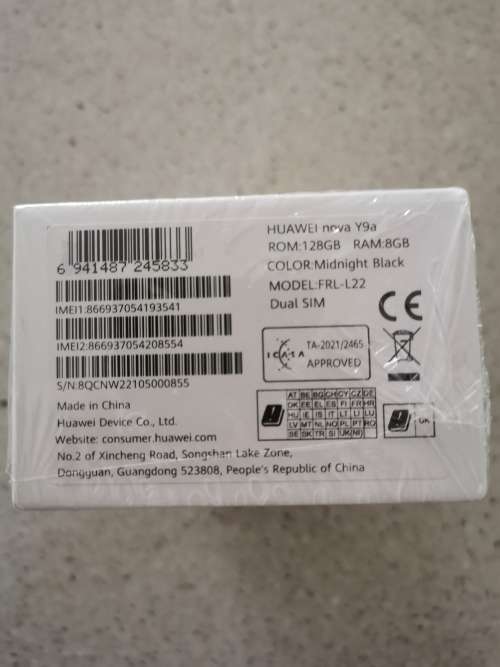 HUAWEI nova Y9a
ROM:128GB RAM:8GB
COLOR:Midnight Black
MODEL:FRL-L22
Dual SIM
6 941487 245833
IMEI1:866937054193541
IMEI2:866937054208554
S/N:8QCNW22105000855
CE
ICASA
TA-2021/2465
APPROVED
Made in China
Huawei Device Co., Ltd.
Website: consumer.huawei.com
No.2 of Xincheng Road, Songshan Lake Zone,
Dongguan, Guangdong 523808, People's Republic of China
AT BE BG CH CY CZ DE
DK EE EL ES FI FR HR
HU IE IS IT LT LI LU
LV MT NL NO PL PT RO
SE SK TR SI UK(NI)
UK